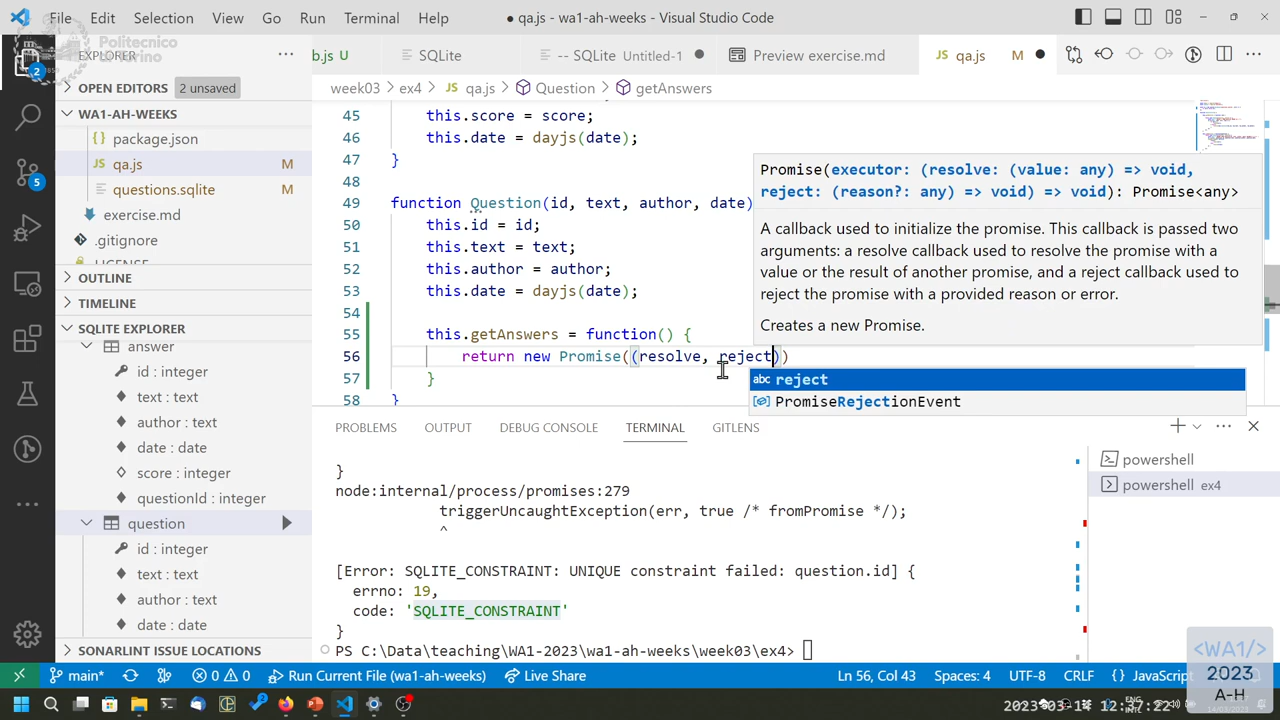 File Edit Selection View Go Run Terminal Help
● qa.js - wa1-ah-weeks - Visual Studio Code
Politecnico
EXPLORER
b.js U
SQLite
-- SQLite Untitled-1
Preview exercise.md
qa.js M
OPEN EDITORS 2 unsaved
week03 > ex4 > JS qa.js > Question > getAnswers
WA1-AH-WEEKS
{} package.json
JS qa.js M
questions.sqlite M
exercise.md
.gitignore
LICENSE
OUTLINE
TIMELINE
SQLITE EXPLORER
answer
id : integer
text : text
author : text
date : date
score : integer
questionId : integer
question
id : integer
text : text
author : text
date : date
SONARLINT ISSUE LOCATIONS
2
5
45 this.score = score;
46 this.date = dayjs(date);
47 }
48
49 function Question(id, text, author, date)
50 this.id = id;
51 this.text = text;
52 this.author = author;
53 this.date = dayjs(date);
54
55 this.getAnswers = function() {
56 return new Promise((resolve, reject))
57 }
58 }
Promise(executor: (resolve: (value: any) => void,
reject: (reason?: any) => void) => void): Promise<any>
A callback used to initialize the promise. This callback is passed two
arguments: a resolve callback used to resolve the promise with a
value or the result of another promise, and a reject callback used to
reject the promise with a provided reason or error.
Creates a new Promise.
abc reject
PromiseRejectionEvent
PROBLEMS OUTPUT DEBUG CONSOLE TERMINAL GITLENS
}
node:internal/process/promises:279
triggerUncaughtException(err, true /* fromPromise */);
^
[Error: SQLITE_CONSTRAINT: UNIQUE constraint failed: question.id] {
errno: 19,
code: 'SQLITE_CONSTRAINT'
}
PS C:\Data\teaching\WA1-2023\wa1-ah-weeks\week03\ex4>
powershell
powershell ex4
main* 0 0 Run Current File (wa1-ah-weeks) Live Share
Ln 56, Col 43 Spaces: 4 UTF-8 CRLF {} JavaScript
<WA1/>
2023
A-H
ENG